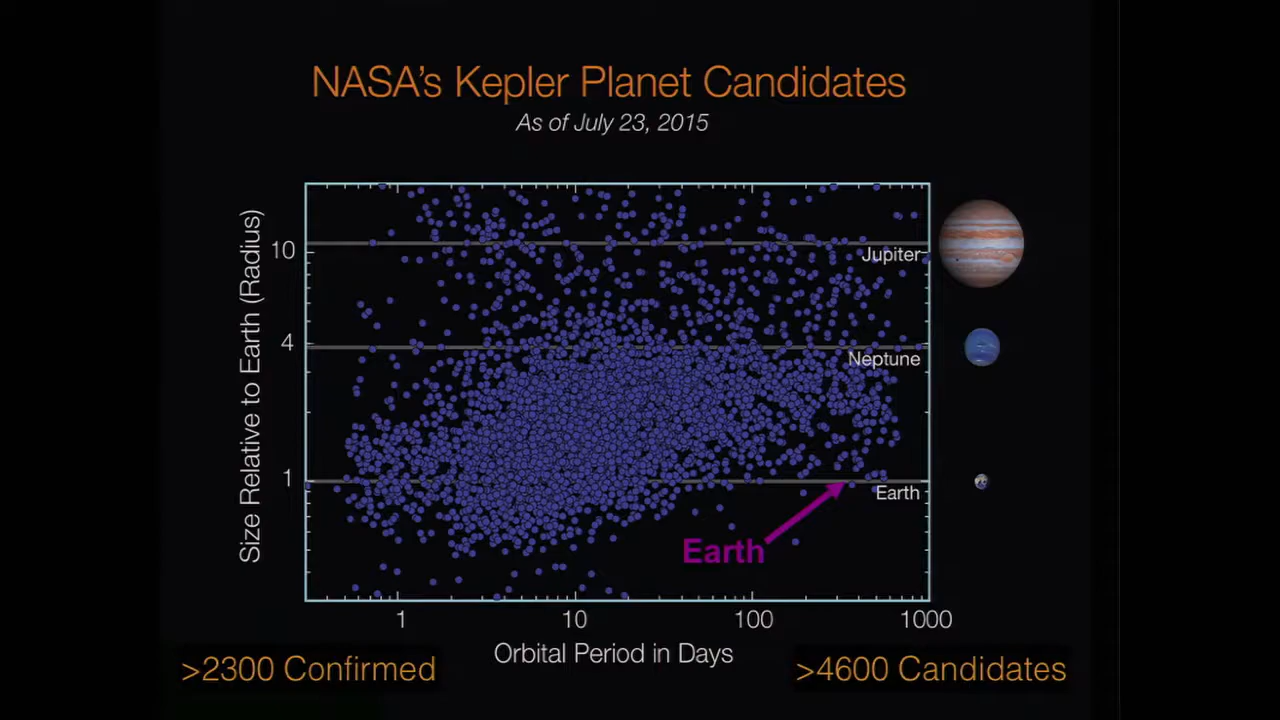 NASA's Kepler Planet Candidates
As of July 23, 2015
Size Relative to Earth (Radius)
10
4
1
Jupiter
Neptune
Earth
Earth
1
10
100
1000
Orbital Period in Days
>2300 Confirmed
>4600 Candidates